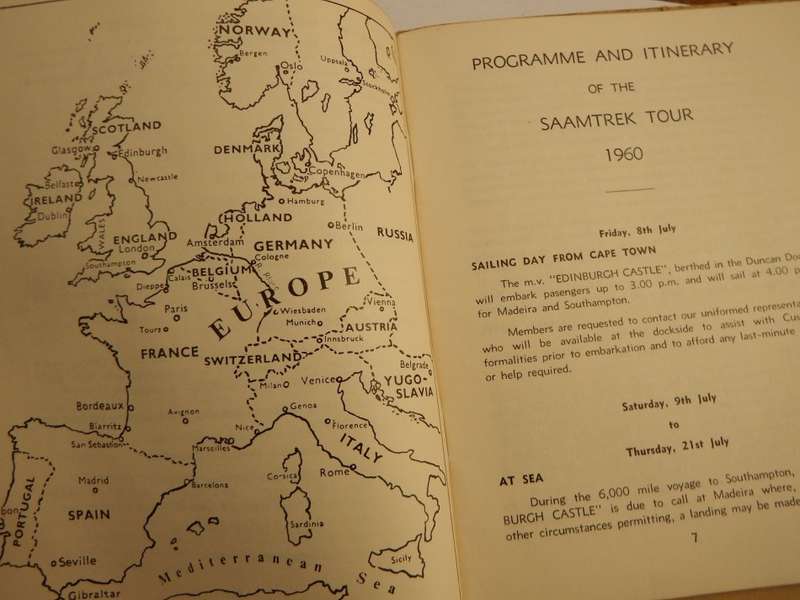 NORWAY
Bergen
Oslo
Uppsala
Stockholm
SCOTLAND
Glasgow
Edinburgh
DENMARK
Copenhagen
Newcastle
Belfast
IRELAND
Dublin
WALES
ENGLAND
London
Southampton
Hamburg
HOLLAND
Amsterdam
Berlin
RUSSIA
GERMANY
Cologne
Calais
BELGIUM
Brussels
Dieppe
EUROPE
Paris
Tours
Wiesbaden
Munich
Vienna
AUSTRIA
Innsbruck
FRANCE
SWITZERLAND
Belgrade
Milan
Venice
YUGO-
SLAVIA
Bordeaux
Avignon
Genoa
Biarritz
Nice
Florence
San Sebastian
Marseilles
ITALY
Rome
Madrid
Barcelona
Corsica
PORTUGAL
SPAIN
Sardinia
Seville
Sicily
Mediterranean Sea
Gibraltar
PROGRAMME AND ITINERARY
OF THE
SAAMTREK TOUR
1960
Friday, 8th July
SAILING DAY FROM CAPE TOWN
The m.v. "EDINBURGH CASTLE", berthed in the Duncan
will embark pasengers up to 3.00 p.m. and will sail at 4.00
for Madeira and Southampton.
Members are requested to contact our uniformed
who will be available at the dockside to assist with
formalities prior to embarkation and to afford any last-minute
or help required.
Saturday, 9th July
to
Thursday, 21st July
AT SEA
During the 6,000 mile voyage to Southampton,
BURGH CASTLE" is due to call at Madeira where,
other circumstances permitting, a landing may be made
7